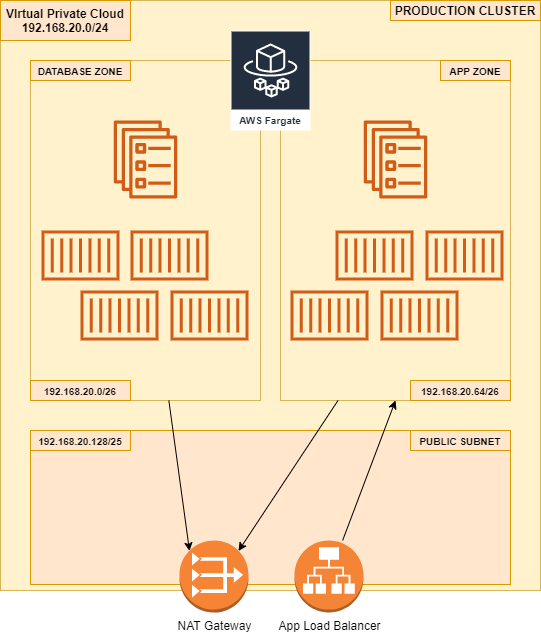 VIrtual Private Cloud
192.168.20.0/24
PRODUCTION CLUSTER
DATABASE ZONE
APP ZONE
AWS Fargate
192.168.20.0/26
192.168.20.64/26
192.168.20.128/25
PUBLIC SUBNET
NAT Gateway
App Load Balancer